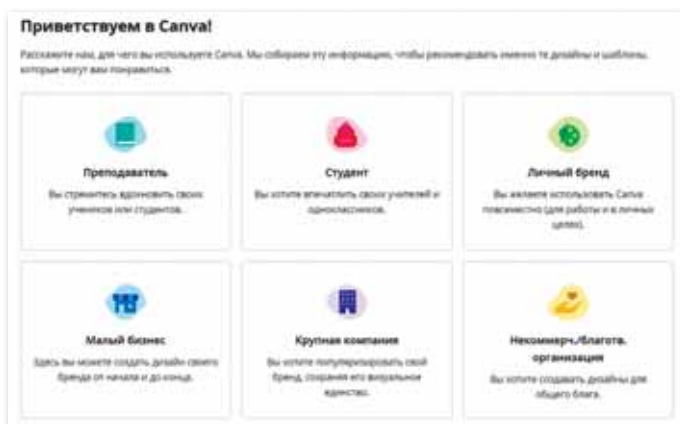 Приветствуем в Canva!
Расскажите нам, для чего вы используете Canva. Мы собираем эту информацию, чтобы рекомендовать именно те дизайны и шаблоны,
которые могут вам понравиться.
Преподаватель
Вы стремитесь вдохновить своих
учеников или студентов.
Студент
Вы хотите впечатлить своих учителей и
одноклассников.
Личный бренд
Вы желаете использовать Canva
повсеместно (для работы и в личных
целях).
Малый бизнес
Здесь вы можете создать дизайн своего
бренда от начала и до конца.
Крупная компания
Вы хотите популяризировать свой
бренд, сохраняя его визуальное
единство.
Некоммерч./благотв.
организация
Вы хотите создавать дизайны для
общего блага.